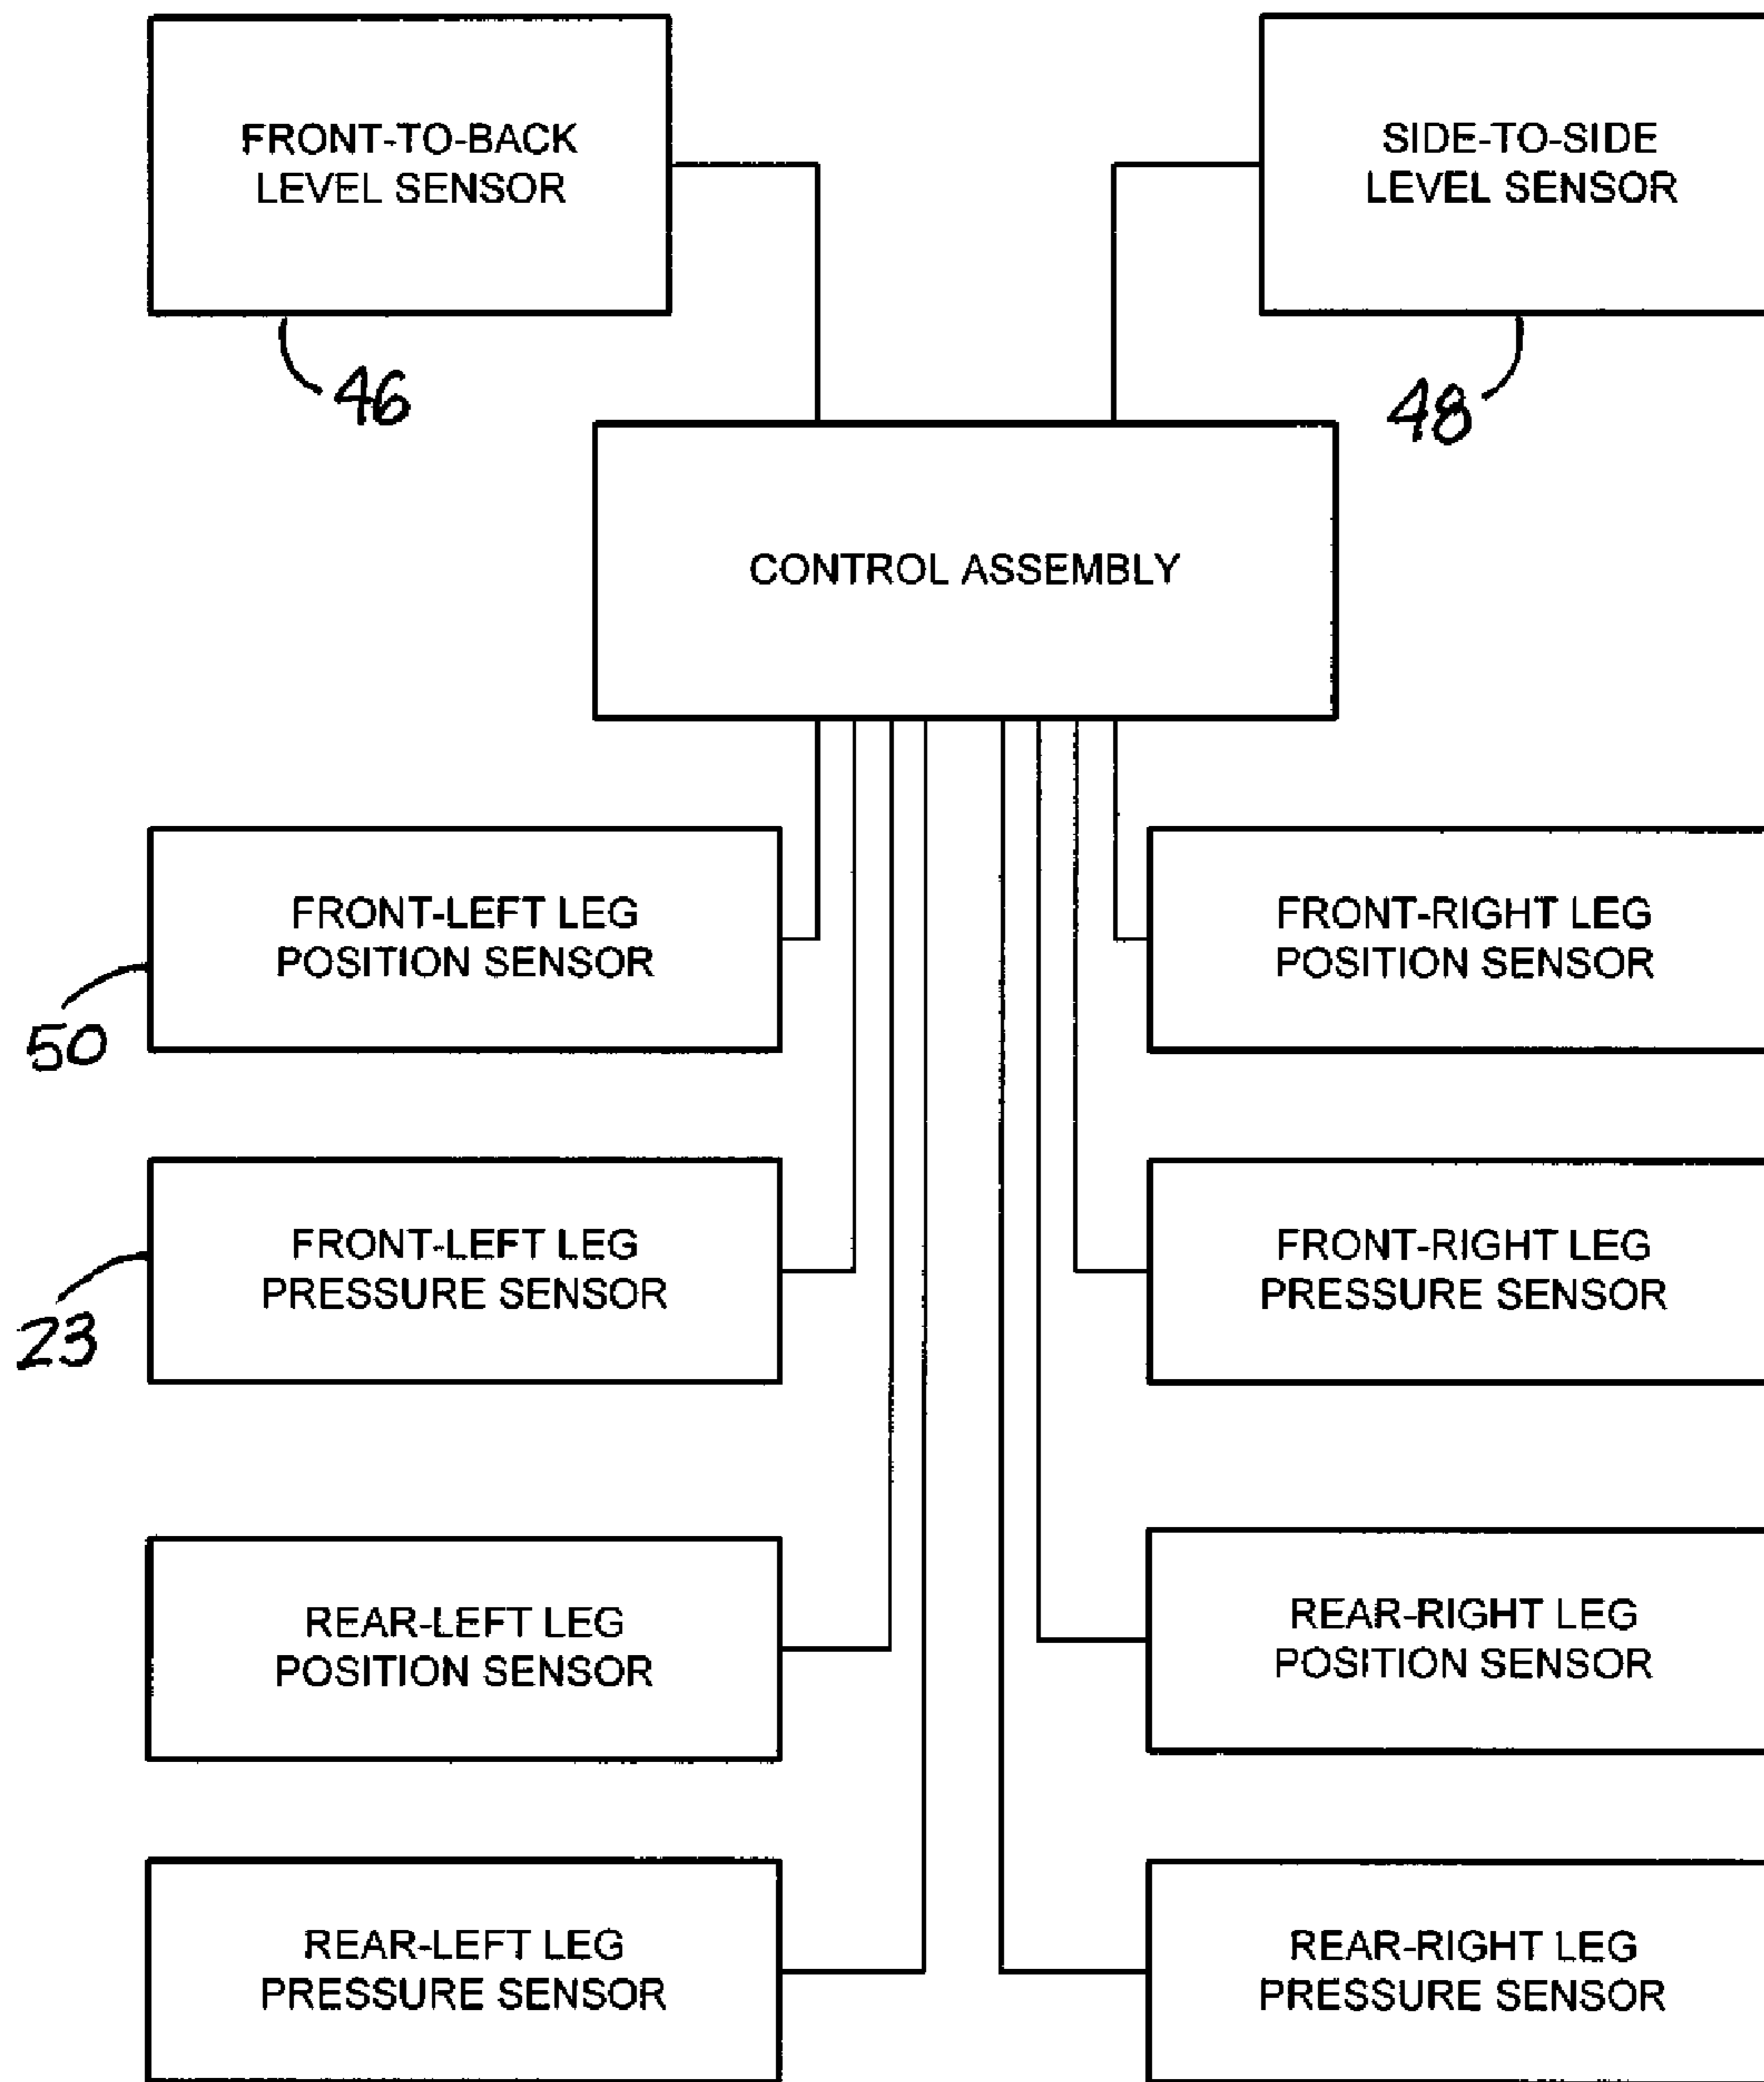 FRONT-TO-BACK
LEVEL SENSOR
SIDE-TO-SIDE
LEVEL SENSOR
46
48
CONTROL ASSEMBLY
FRONT-LEFT LEG
POSITION SENSOR
FRONT-RIGHT LEG
POSITION SENSOR
50
FRONT-LEFT LEG
PRESSURE SENSOR
FRONT-RIGHT LEG
PRESSURE SENSOR
23
REAR-LEFT LEG
POSITION SENSOR
REAR-RIGHT LEG
POSITION SENSOR
REAR-LEFT LEG
PRESSURE SENSOR
REAR-RIGHT LEG
PRESSURE SENSOR